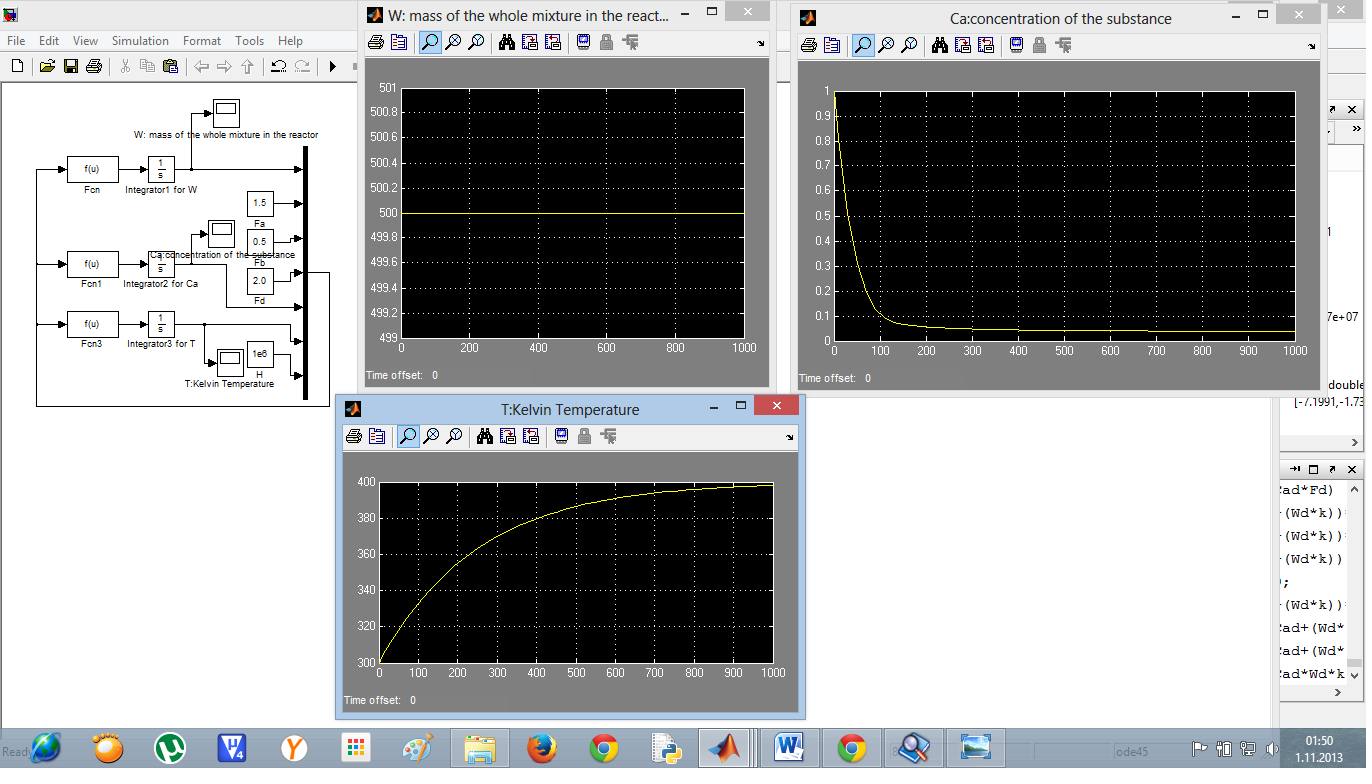 File Edit View Simulation Format Tools Help
W: mass of the whole mixture in the reactor
f(u)
Fcn
1
s
Integrator1 for W
1.5
Fa
0.5
Fb
Ca:concentration of the substance
f(u)
Fcn1
s
Integrator2 for Ca
2.0
Fd
f(u)
Fcn3
1
s
Integrator3 for T
1e6
H
T:Kelvin Temperature
W: mass of the whole mixture in the react...
501
500.8
500.6
500.4
500.2
500
499.8
499.6
499.4
499.2
499
0 200 400 600 800 1000
Time offset: 0
Ca:concentration of the substance
1
0.9
0.8
0.7
0.6
0.5
0.4
0.3
0.2
0.1
0
0 100 200 300 400 500 600 700 800 900 1000
Time offset: 0
T:Kelvin Temperature
400
380
360
340
320
300
0 100 200 300 400 500 600 700 800 900 1000
Time offset: 0
1
7e+07
double
[-7.1991,-1.73
ad*Fd)
(Wd*k))
(Wd*k))
(Wd*k))
;
(Wd*k))
ad+(Wd*
ad+(Wd*
ad*Wd*k
Ready
ode45
01:50
1.11.2013